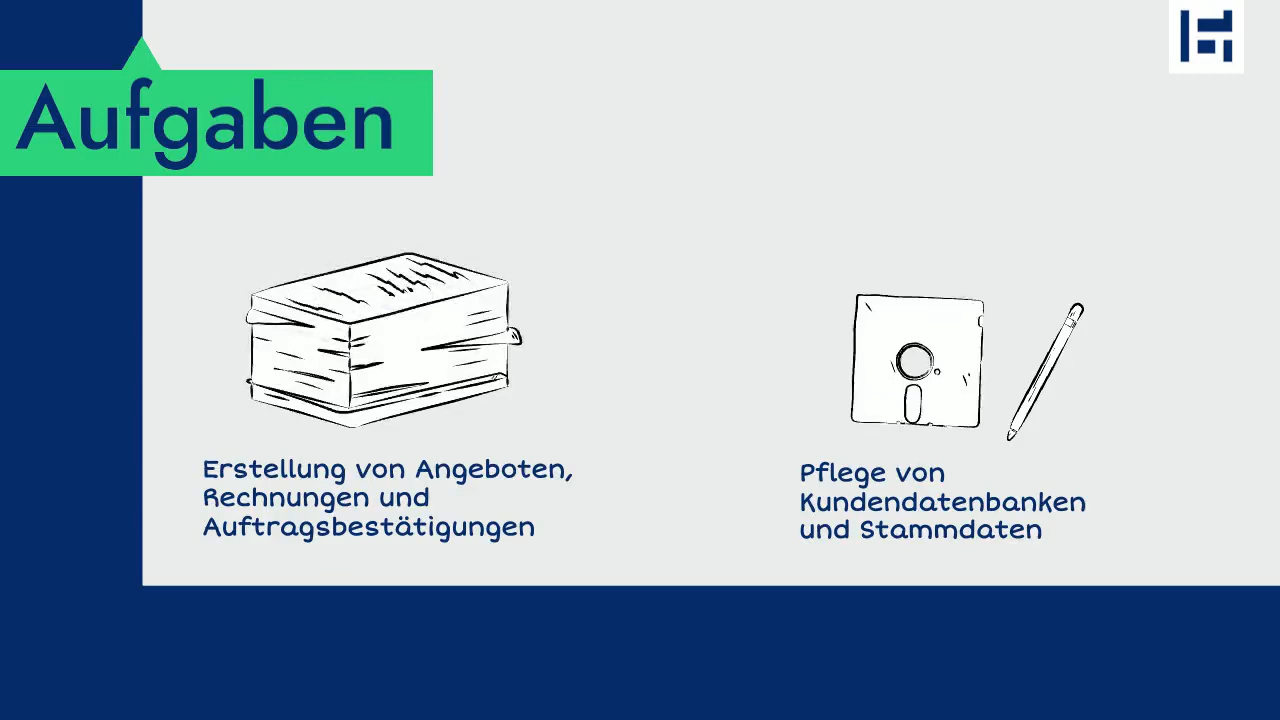 Aufgaben
Erstellung von Angeboten,
Rechnungen und
Auftragsbestätigungen
Pflege von
Kundendatenbanken
und Stammdaten